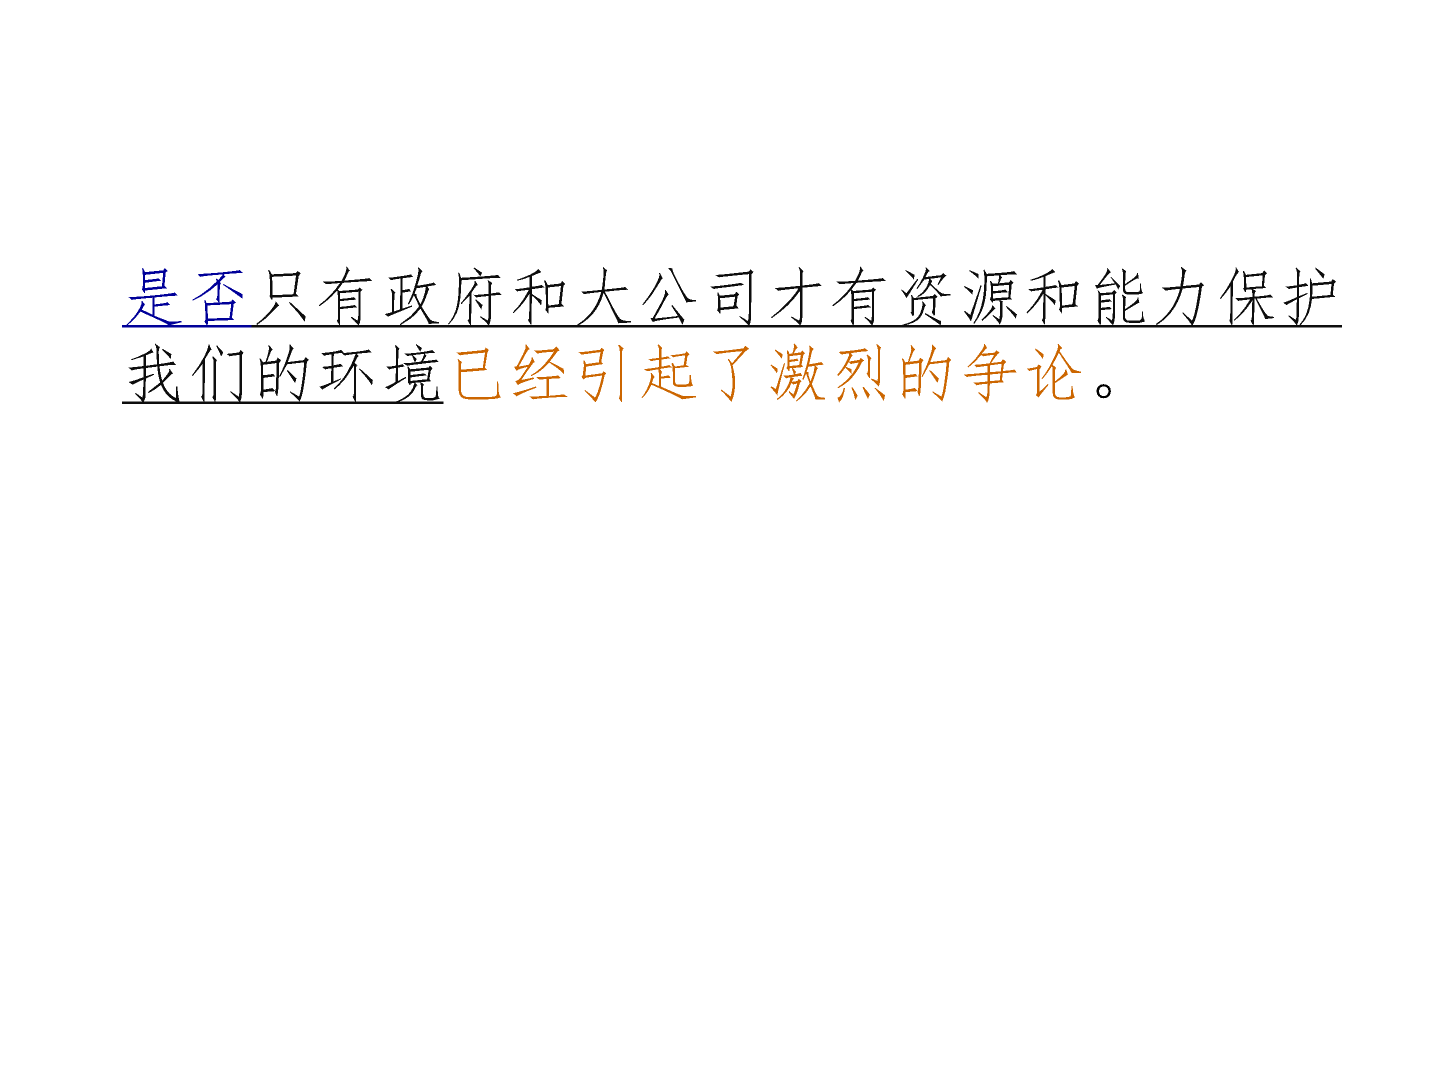 是否只有政府和大公司才有资源和能力保护
我们的环境已经引起了激烈的争论。